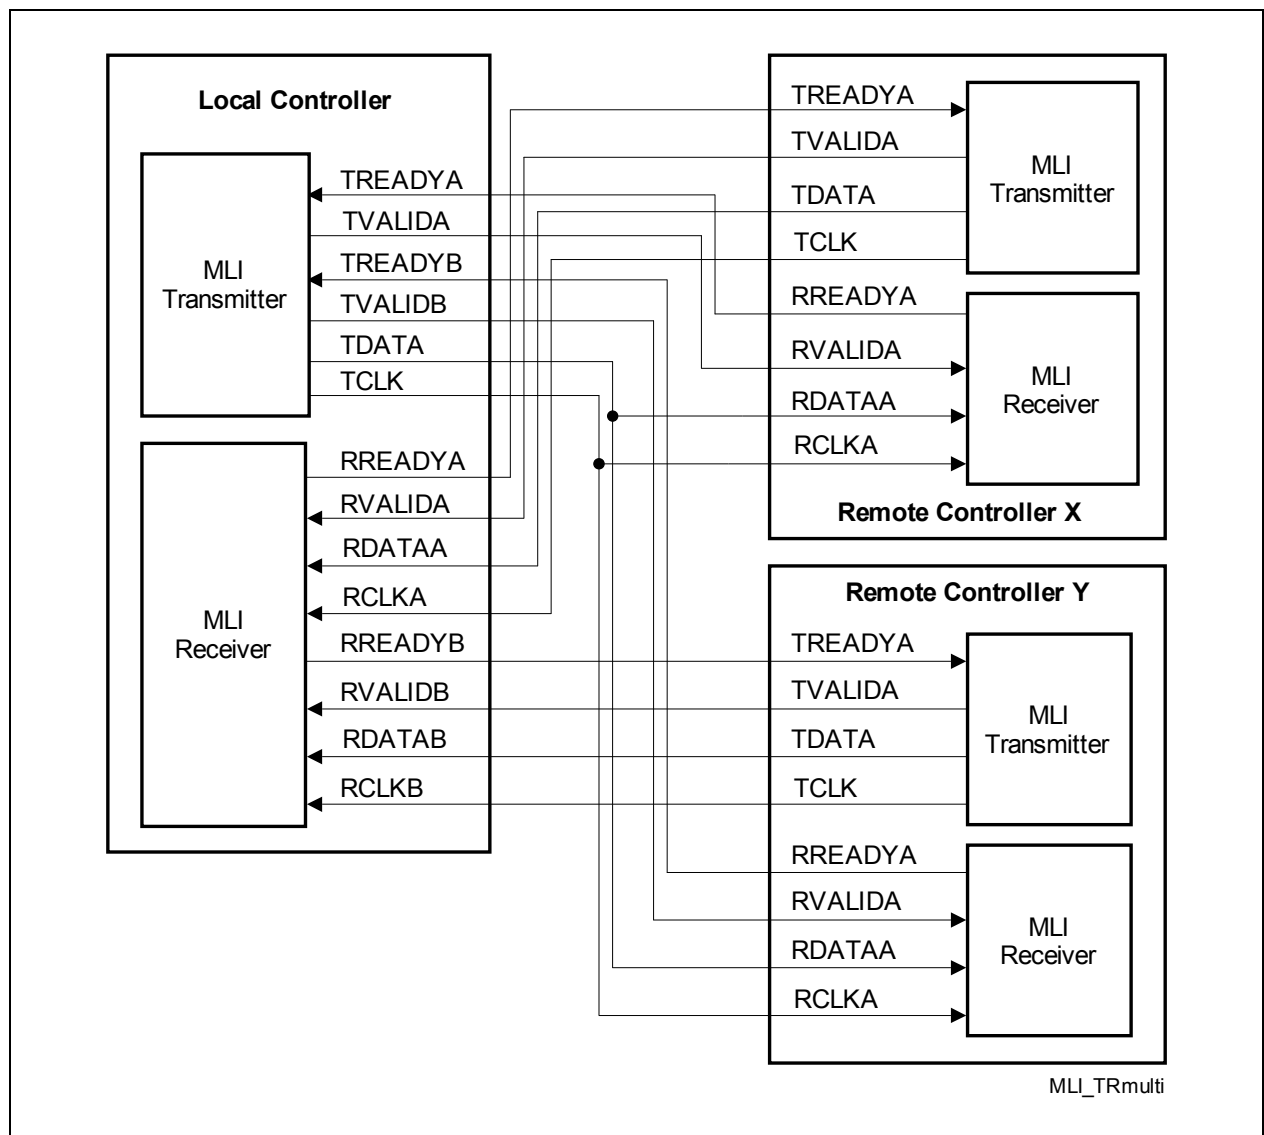 Local Controller
MLI
Transmitter
TREADYA
TVALIDA
TREADYB
TVALIDB
TDATA
TCLK
MLI
Receiver
RREADYA
RVALIDA
RDATAA
RCLKA
RREADYB
RVALIDB
RDATAB
RCLKB
TREADYA
TVALIDA
TDATA
TCLK
MLI
Transmitter
RREADYA
RVALIDA
RDATAA
RCLKA
MLI
Receiver
Remote Controller X
Remote Controller Y
TREADYA
TVALIDA
TDATA
TCLK
MLI
Transmitter
RREADYA
RVALIDA
RDATAA
RCLKA
MLI
Receiver
MLI_TRmulti